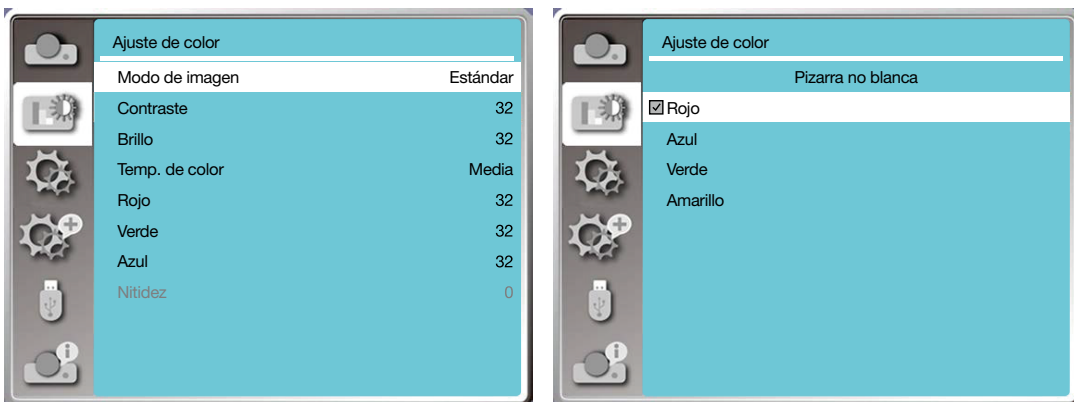 Ajuste de color
Modo de imagen Estándar
Contraste 32
Brillo 32
Temp. de color Media
Rojo 32
Verde 32
Azul 32
Nitidez 0
Ajuste de color
Pizarra no blanca
Rojo
Azul
Verde
Amarillo